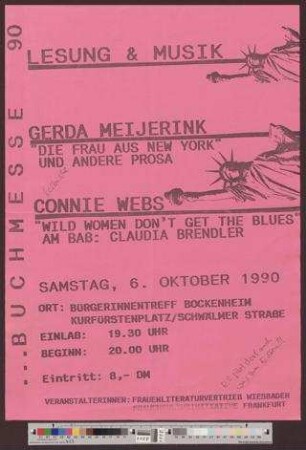 BUCHMESSE 90
LESUNG & MUSIK
GERDA MEIJERINK
"DIE FRAU AUS NEW YORK"
UND ANDERE PROSA
CONNIE WEBS
"WILD WOMEN DON'T GET THE BLUES"
AM BAß: CLAUDIA BRENDLER
SAMSTAG, 6. OKTOBER 1990
ORT: BÜRGERINNENTREFF BOCKENHEIM
KURFÜRSTENPLATZ/SCHWÄLMER STRAßE
EINLAß: 19.30 UHR
BEGINN: 20.00 UHR
Eintritt: 8,- DM
VERANSTALTERINNEN: FRAUENLITERATURVERTRIEB WIESBADEN
FRANKFURT